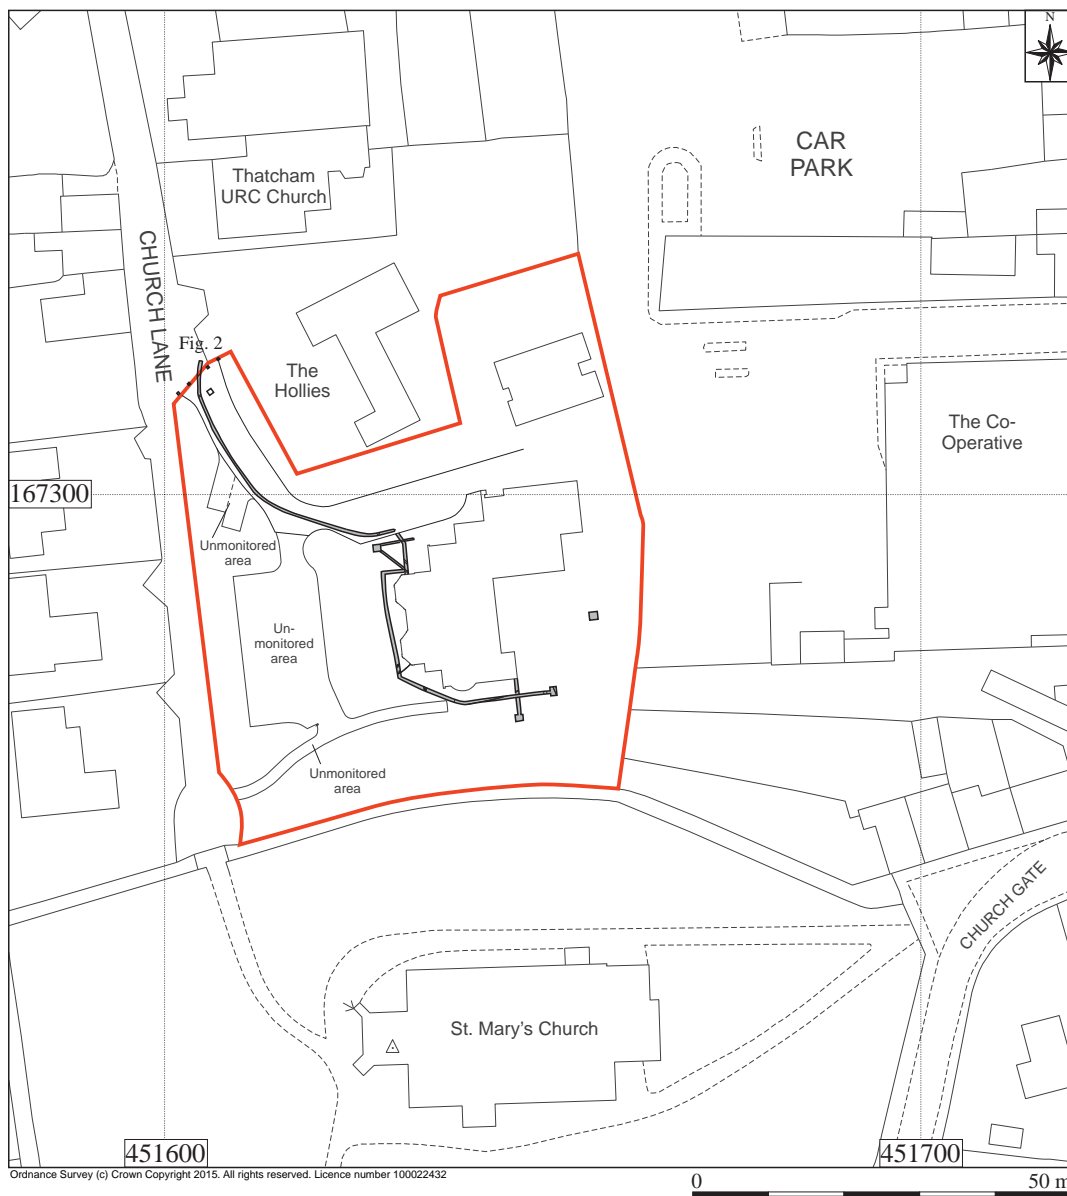 N
CAR
PARK
Thatcham
URC Church
CHURCH LANE
Fig. 2
The
Hollies
The Co-
Operative
167300
Unmonitored
area
Un-
monitored
area
Unmonitored
area
CHURCH GATE
St. Mary's Church
451600
451700
Ordnance Survey (c) Crown Copyright 2015. All rights reserved. Licence number 100022432
0
50 m